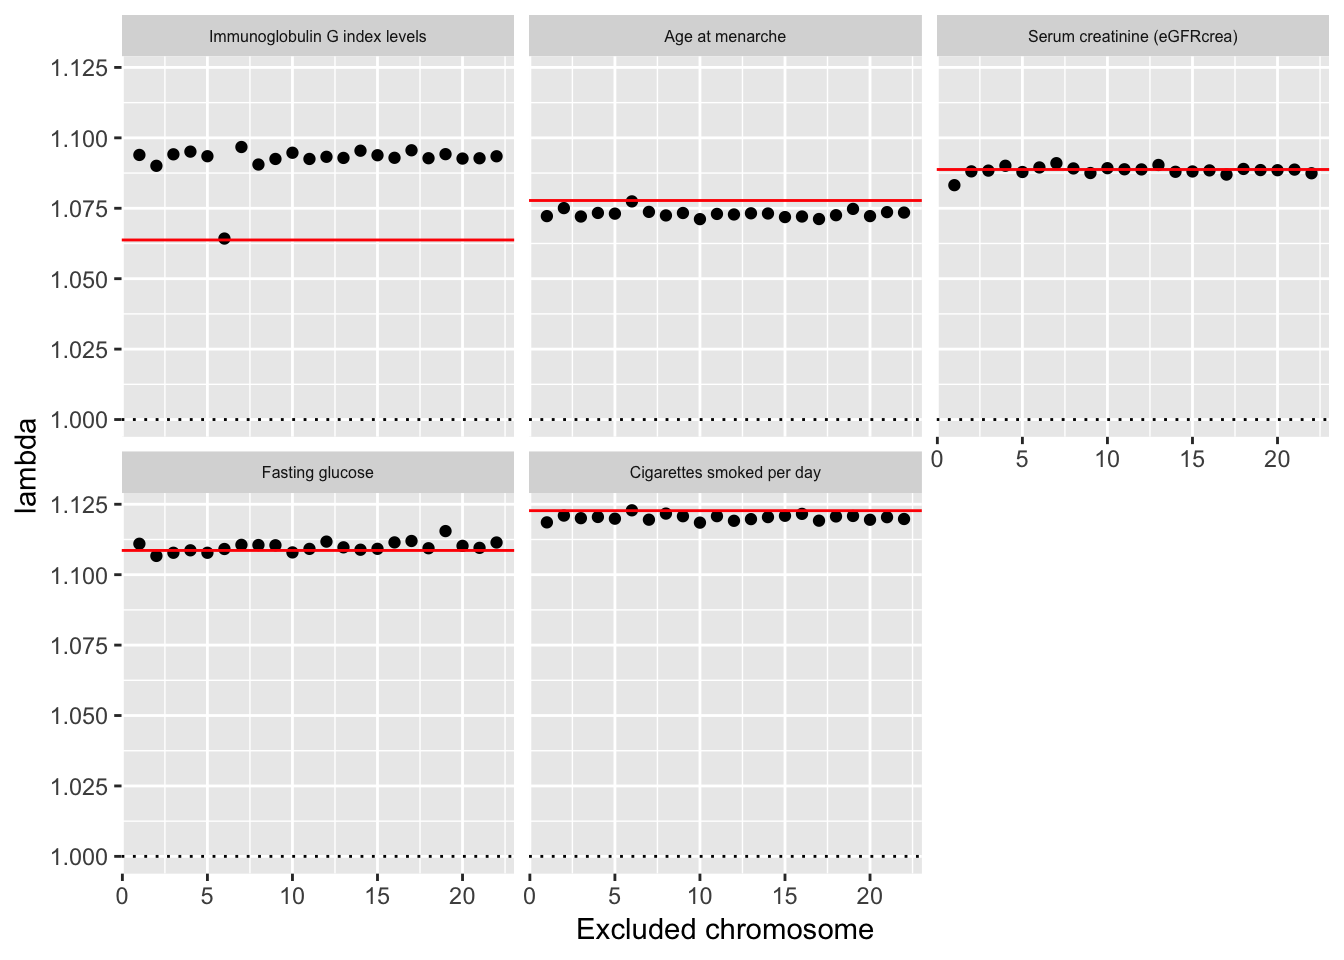 Immunoglobulin G index levels
Age at menarche
Serum creatinine (eGFRcrea)
1.125
1.100
1.075
1.050
1.025
1.000
0 5 10 15 20
Fasting glucose
Cigarettes smoked per day
1.125
1.100
1.075
1.050
1.025
1.000
0 5 10 15 20
0 5 10 15 20
lambda
Excluded chromosome